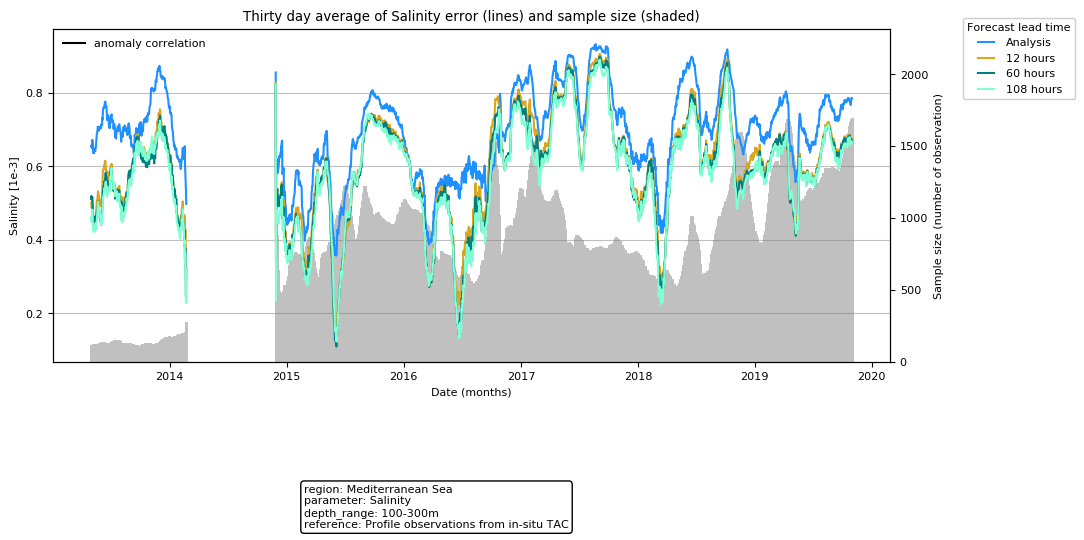 Thirty day average of Salinity error (lines) and sample size (shaded)
anomaly correlation
Forecast lead time
Analysis
12 hours
60 hours
108 hours
Salinity [1e-3]
0.8
0.6
0.4
0.2
2000
1500
1000
500
0
Sample size (number of observation)
2014
2015
2016
2017
2018
2019
2020
Date (months)
region: Mediterranean Sea
parameter: Salinity
depth_range: 100-300m
reference: Profile observations from in-situ TAC